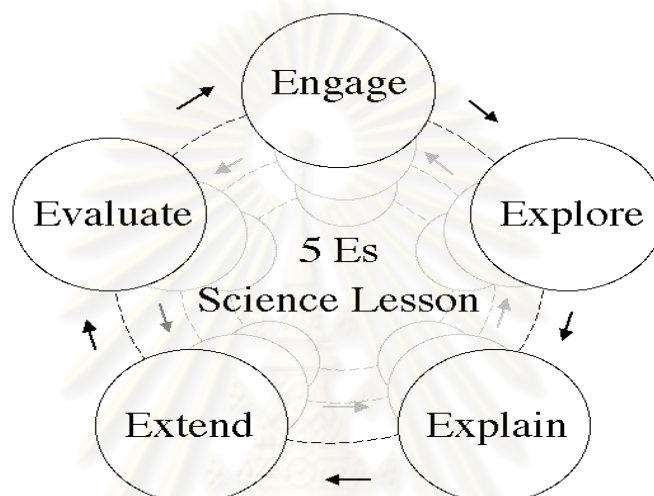 Engage
Evaluate
Explore
5 Es
Science Lesson
Extend
Explain